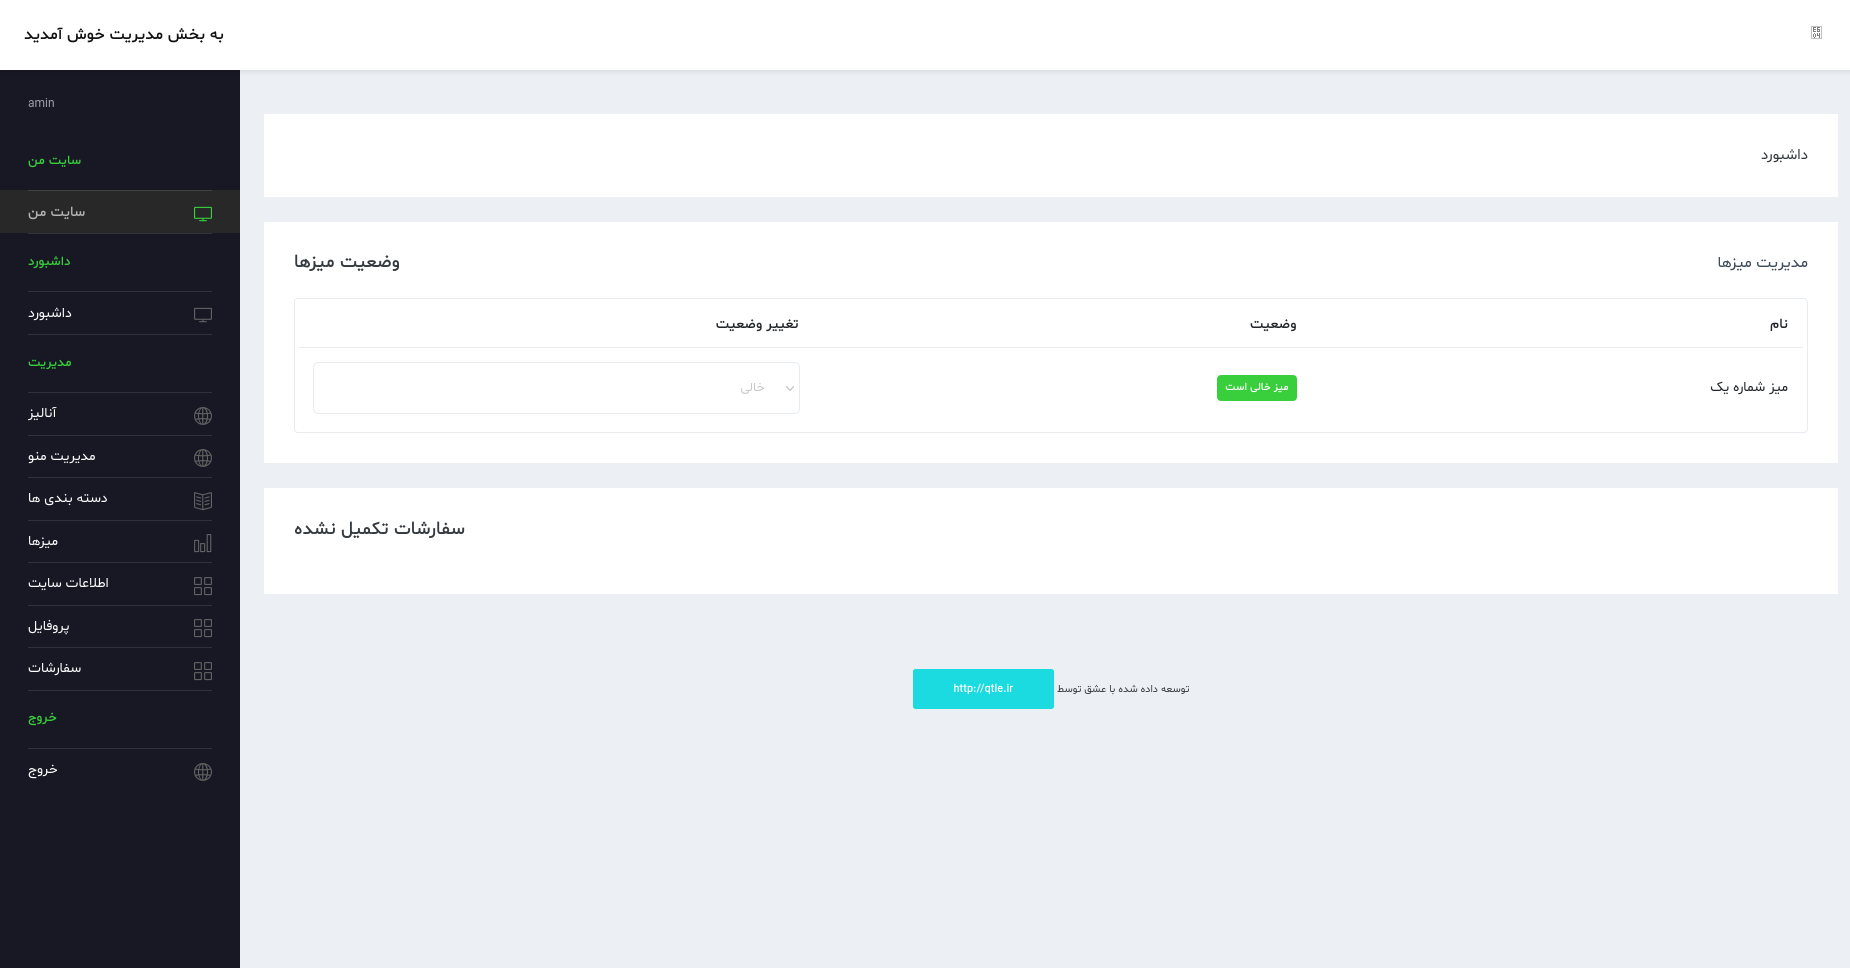 به بخش مدیریت خوش آمدید
amin
سایت من
سایت من
داشبورد
داشبورد
مدیریت
آنالیز
مدیریت منو
دسته بندی ها
میزها
اطلاعات سایت
پروفایل
سفارشات
خروج
خروج
داشبورد
مدیریت میزها وضعیت میزها
نام وضعیت تغییر وضعیت
میز شماره یک میز خالی است خالی
سفارشات تکمیل نشده
توسعه داده شده با عشق توسط http://qtle.ir